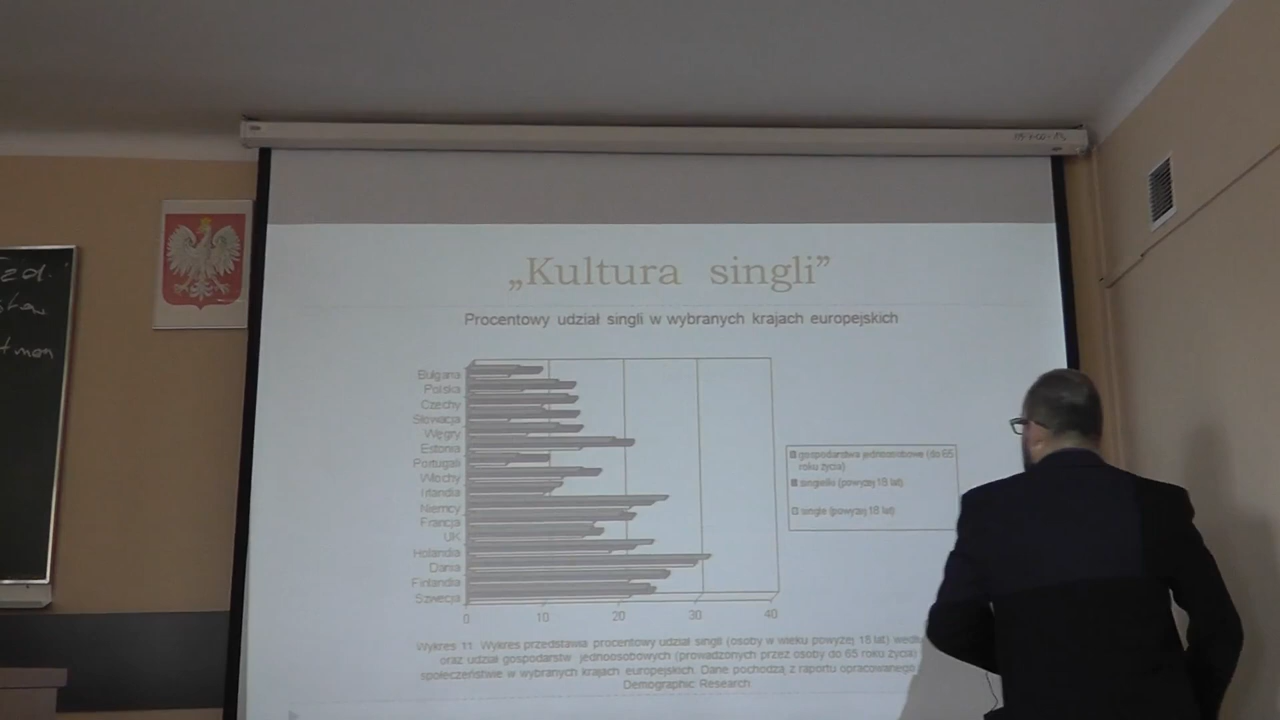 „Kultura singli”
Procentowy udział singli w wybranych krajach europejskich
Bułgaria
Polska
Czechy
Słowacja
Węgry
Estonia
Portugali
Włochy
Irlandia
Niemcy
Francja
UK
Holandia
Dania
Finlandia
Szwecja
0 10 20 30 40
gospodarstwa jednoosobowe (do 65
roku życia)
singielki (powyzej 18 lat)
single (powyzej 18 lat)
Wykres 11. Wykres przedstawia procentowy udział singli (osoby w wieku powyżej 18 lat)
oraz udział gospodarstw jednoosobowych (prowadzonych przez osoby do 65 roku życia)
społeczeństwie w wybranych krajach europejskich. Dane pochodzą z raportu opracowanego
Demographic Research